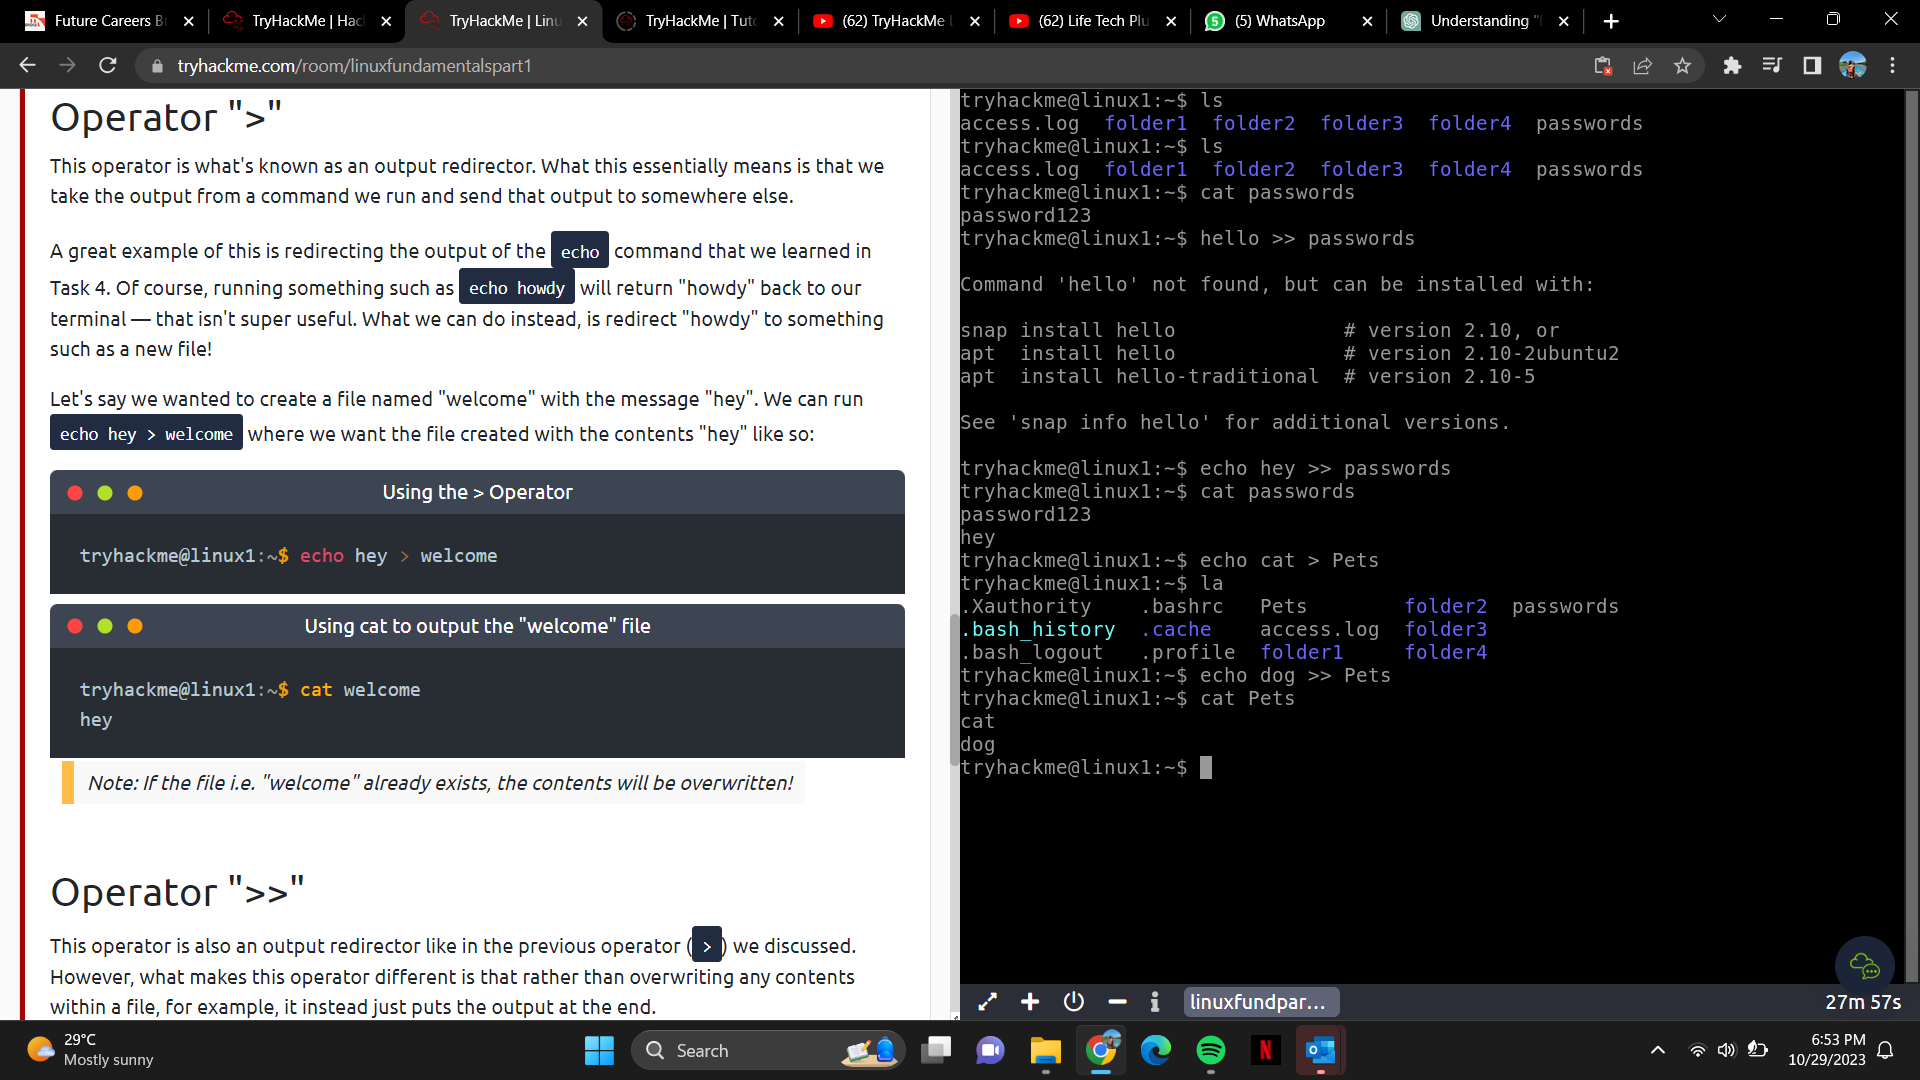 Future Careers Br
TryHackMe | Hac
TryHackMe | Linu
TryHackMe | Tuto
(62) TryHackMe L
(62) Life Tech Plu
5
(5) WhatsApp
Understanding "
tryhackme.com/room/linuxfundamentalspart1
Operator ">"
This operator is what's known as an output redirector. What this essentially means is that we
take the output from a command we run and send that output to somewhere else.
A great example of this is redirecting the output of the echo command that we learned in
Task 4. Of course, running something such as echo howdy will return "howdy" back to our
terminal — that isn't super useful. What we can do instead, is redirect "howdy" to something
such as a new file!
Let's say we wanted to create a file named "welcome" with the message "hey". We can run
echo hey > welcome where we want the file created with the contents "hey" like so:
Using the > Operator
tryhackme@linux1:~$ echo hey > welcome
Using cat to output the "welcome" file
tryhackme@linux1:~$ cat welcome
hey
Note: If the file i.e. "welcome" already exists, the contents will be overwritten!
Operator ">>"
This operator is also an output redirector like in the previous operator (>) we discussed.
However, what makes this operator different is that rather than overwriting any contents
within a file, for example, it instead just puts the output at the end.
tryhackme@linux1:~$ ls
access.log folder1 folder2 folder3 folder4 passwords
tryhackme@linux1:~$ ls
access.log folder1 folder2 folder3 folder4 passwords
tryhackme@linux1:~$ cat passwords
password123
tryhackme@linux1:~$ hello >> passwords
Command 'hello' not found, but can be installed with:
snap install hello # version 2.10, or
apt install hello # version 2.10-2ubuntu2
apt install hello-traditional # version 2.10-5
See 'snap info hello' for additional versions.
tryhackme@linux1:~$ echo hey >> passwords
tryhackme@linux1:~$ cat passwords
password123
hey
tryhackme@linux1:~$ echo cat > Pets
tryhackme@linux1:~$ la
.Xauthority .bashrc Pets folder2 passwords
.bash_history .cache access.log folder3
.bash_logout .profile folder1 folder4
tryhackme@linux1:~$ echo dog >> Pets
tryhackme@linux1:~$ cat Pets
cat
dog
tryhackme@linux1:~$
linuxfundpar...
27m 57s
29°C
Mostly sunny
Search
6:53 PM
10/29/2023